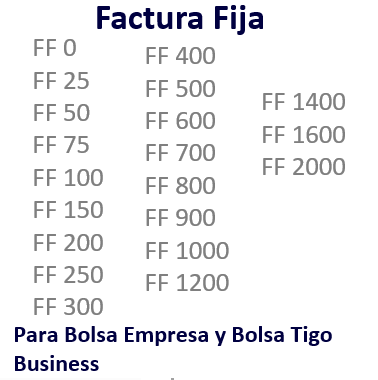 Factura Fija
FF 0
FF 25
FF 50
FF 75
FF 100
FF 150
FF 200
FF 250
FF 300
FF 400
FF 500
FF 600
FF 700
FF 800
FF 900
FF 1000
FF 1200
FF 1400
FF 1600
FF 2000
Para Bolsa Empresa y Bolsa Tigo
Business